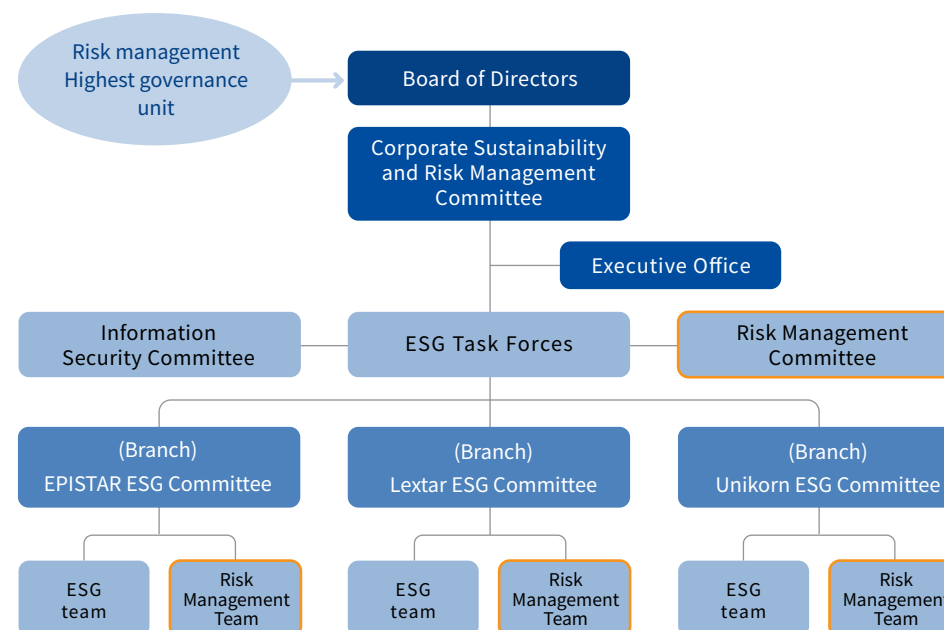 Risk management
Highest governance
unit
Board of Directors
Corporate Sustainability
and Risk Management
Committee
Executive Office
Information
Security Committee
ESG Task Forces
Risk Management
Committee
(Branch)
EPISTAR ESG Committee
(Branch)
Lextar ESG Committee
(Branch)
Unikorn ESG Committee
ESG
team
Risk
Management
Team
ESG
team
Risk
Management
Team
ESG
team
Risk
Management
Team